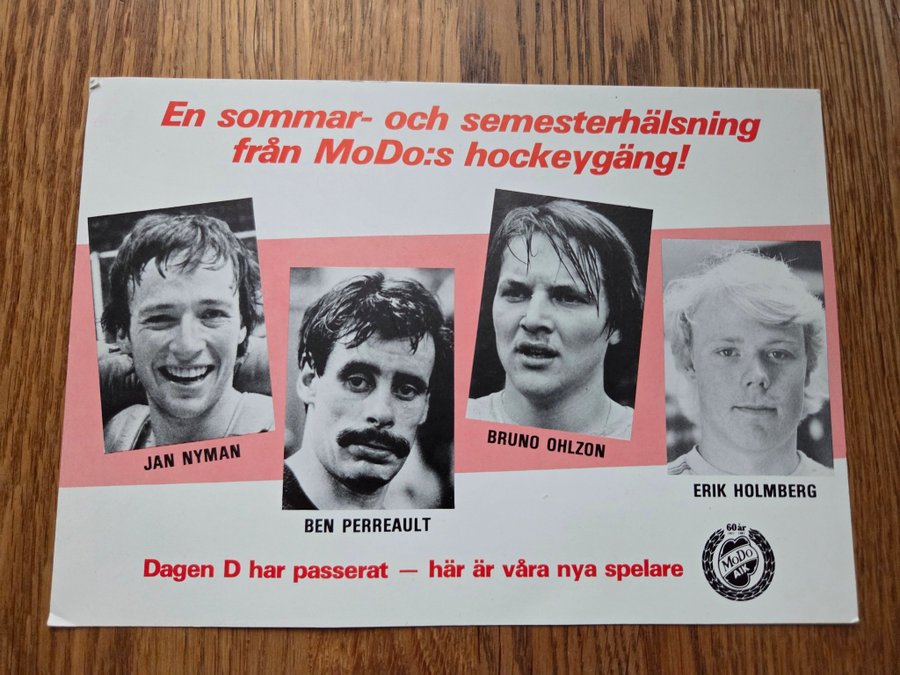 En sommar- och semesterhälsning
från MoDo:s hockeygäng!
JAN NYMAN
BEN PERREAULT
BRUNO OHLZON
ERIK HOLMBERG
Dagen D har passerat — här är våra nya spelare
60 år
MoDo
AIK